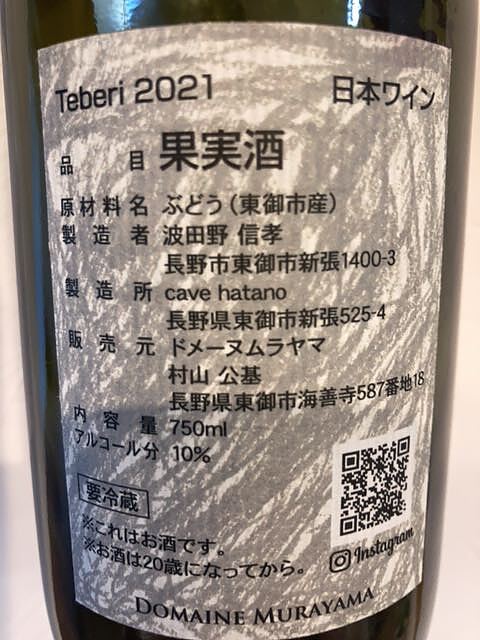 Teberi 2021 日本ワイン
品目 果実酒
原材料名 ぶどう（東御市産）
製造者 波田野 信孝
長野市東御市新張1400-3
製造所 cave hatano
長野県東御市新張525-4
販売元 ドメーヌムラヤマ
村山 公基
長野県東御市海善寺587番地18
内容量 750ml
アルコール分 10%
要冷蔵
※これはお酒です。
※お酒は20歳になってから。
Instagram
DOMAINE MURAYAMA